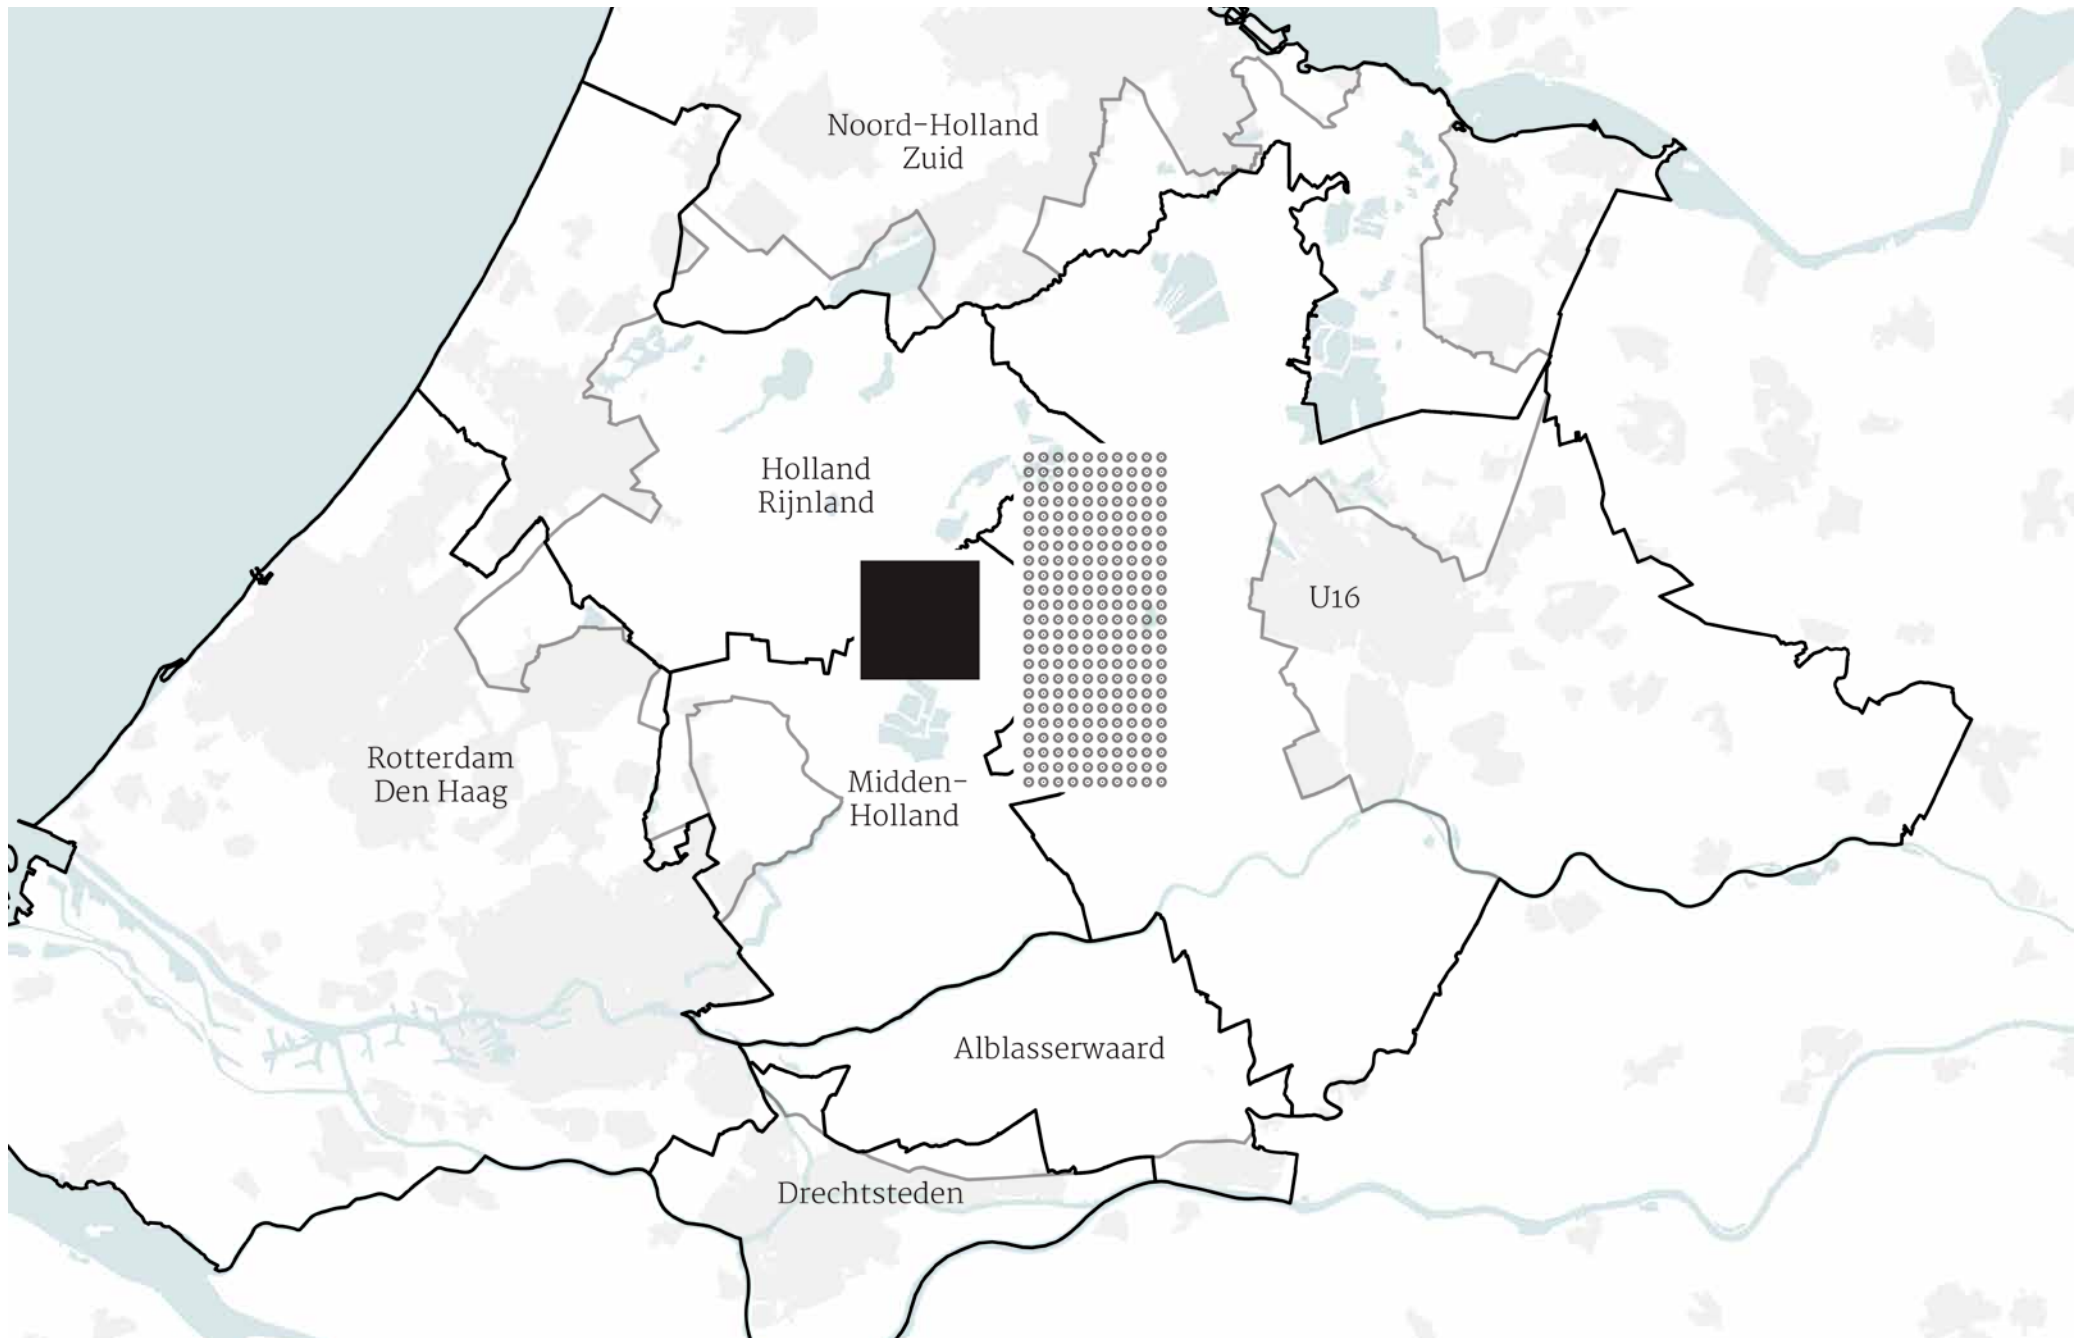 Noord-Holland
Zuid
Holland
Rijnland
U16
Rotterdam
Den Haag
Midden-
Holland
Alblasserwaard
Drechtsteden